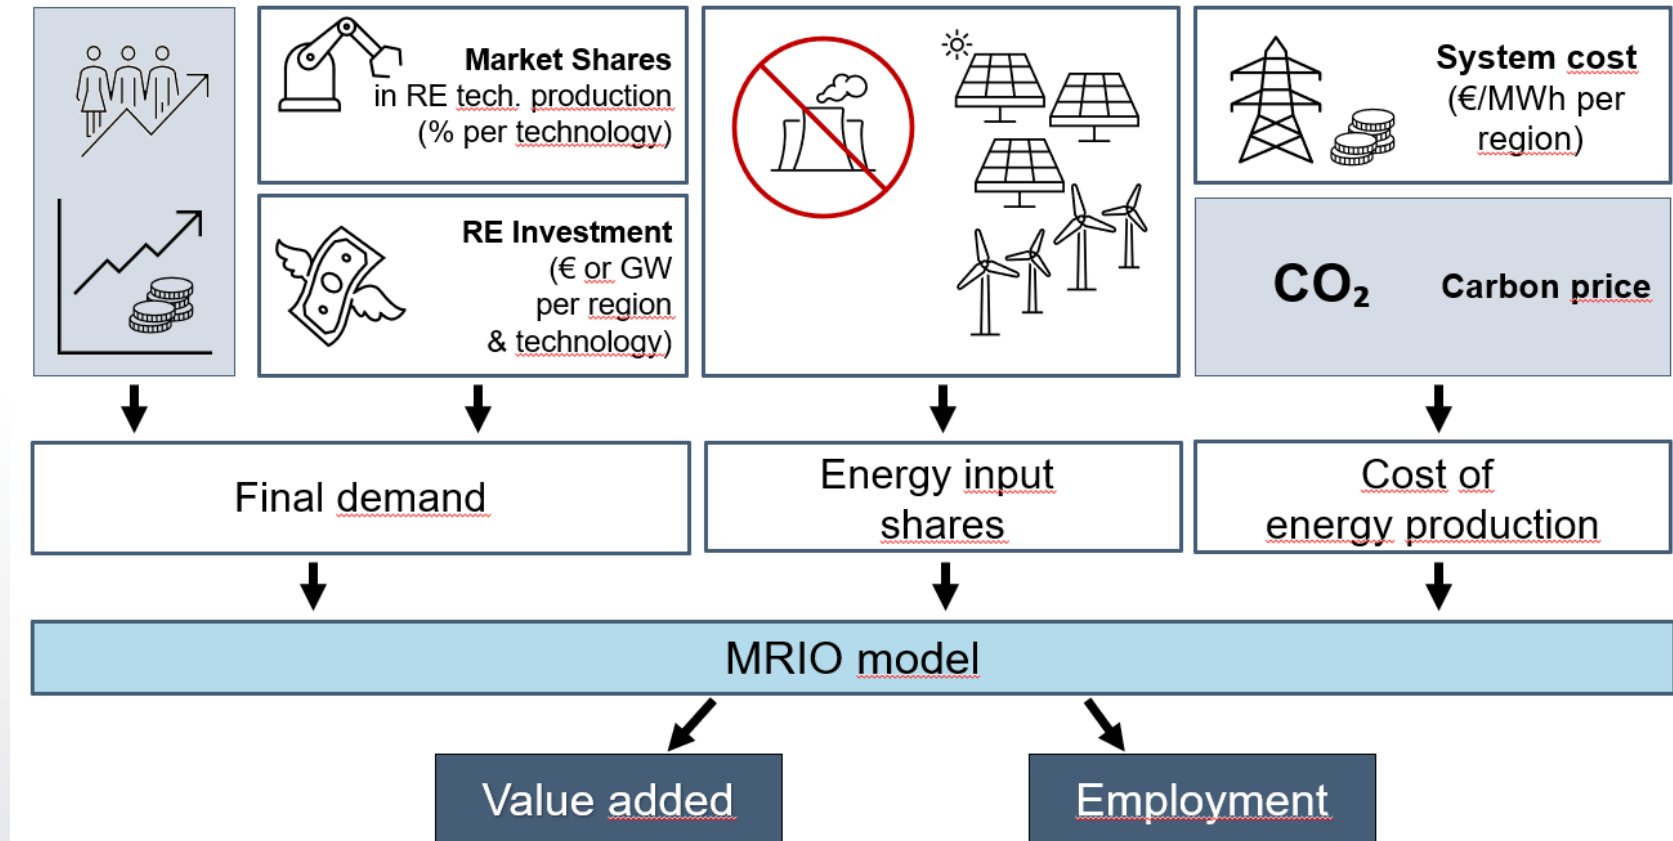 Market Shares
in RE tech. production
(% per technology)
RE Investment
(€ or GW
per region
& technology)
System cost
(€/MWh per
region)
CO₂
Carbon price
Final demand
Energy input
shares
Cost of
energy production
MRIO model
Value added
Employment